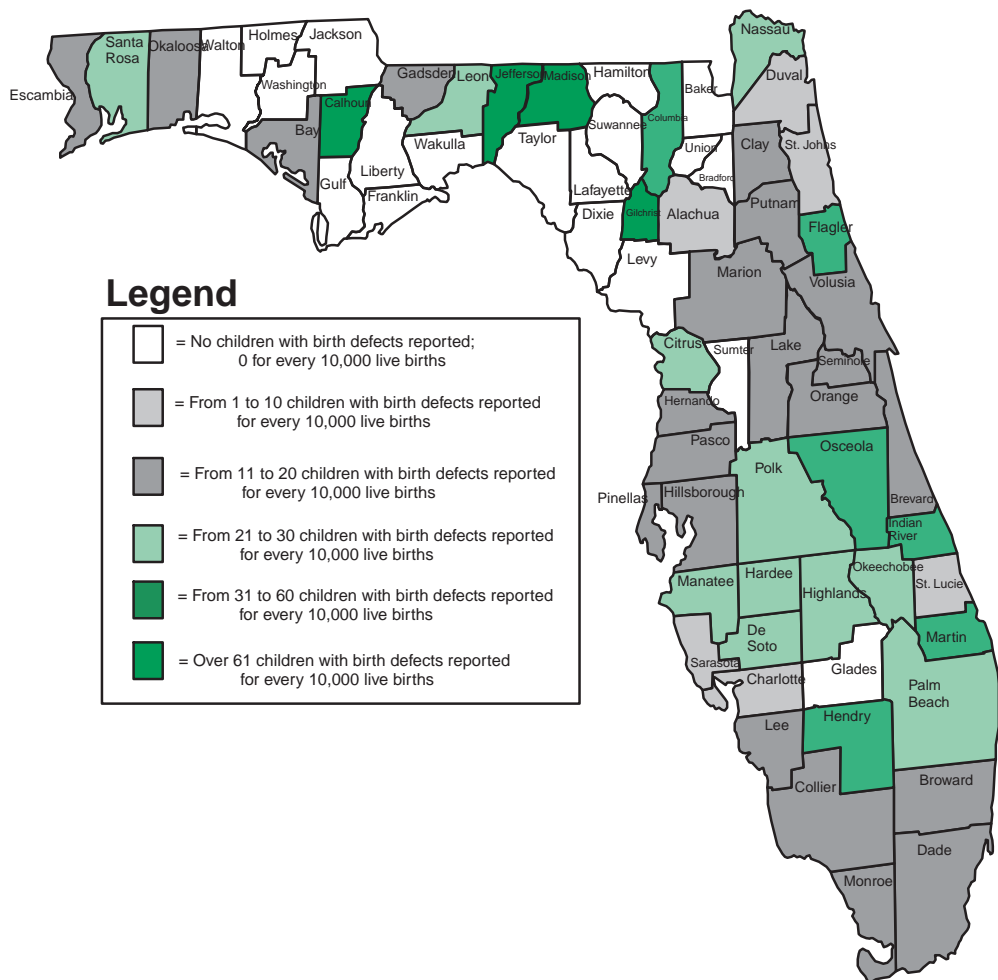 Nassau
Santa
Rosa
Okaloosa
Walton
Holmes
Jackson
Escambia
Washington
Calhoun
Bay
Gulf
Liberty
Franklin
Gadsden
Leon
Wakulla
Jefferson
Madison
Taylor
Hamilton
Suwannee
Lafayette
Dixie
Columbia
Gilchrist
Baker
Union
Bradford
Alachua
Levy
Duval
Clay
St. Johns
Putnam
Flagler
Marion
Volusia
Legend
= No children with birth defects reported;
0 for every 10,000 live births
= From 1 to 10 children with birth defects reported
for every 10,000 live births
= From 11 to 20 children with birth defects reported
for every 10,000 live births
= From 21 to 30 children with birth defects reported
for every 10,000 live births
= From 31 to 60 children with birth defects reported
for every 10,000 live births
= Over 61 children with birth defects reported
for every 10,000 live births
Citrus
Sumter
Lake
Seminole
Orange
Hernando
Pasco
Polk
Osceola
Brevard
Pinellas
Hillsborough
Indian
River
Manatee
Hardee
Highlands
Okeechobee
St. Lucie
De
Soto
Sarasota
Martin
Charlotte
Glades
Palm
Beach
Lee
Hendry
Collier
Broward
Dade
Monroe